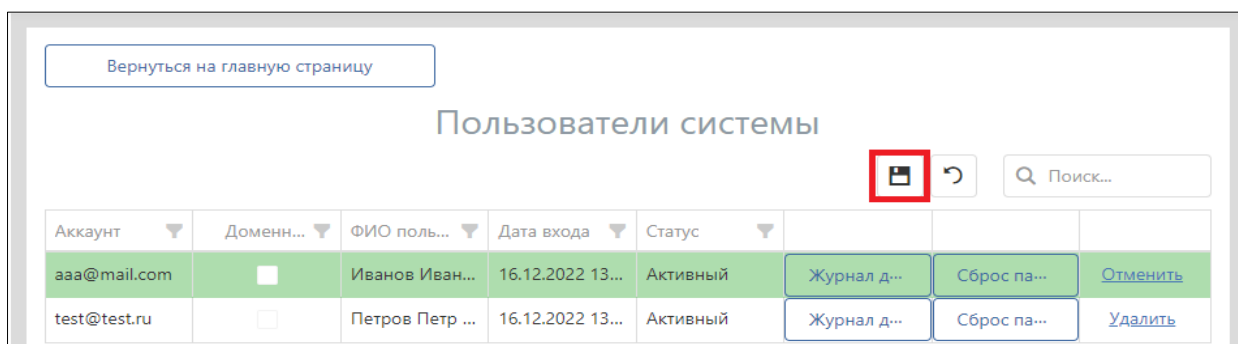 Вернуться на главную страницу
Пользователи системы
Поиск...
Аккаунт Доменн... ФИО поль... Дата входа Статус
aaa@mail.com Иванов Иван... 16.12.2022 13... Активный Журнал д... Сброс па... Отменить
test@test.ru Петров Петр ... 16.12.2022 13... Активный Журнал д... Сброс па... Удалить